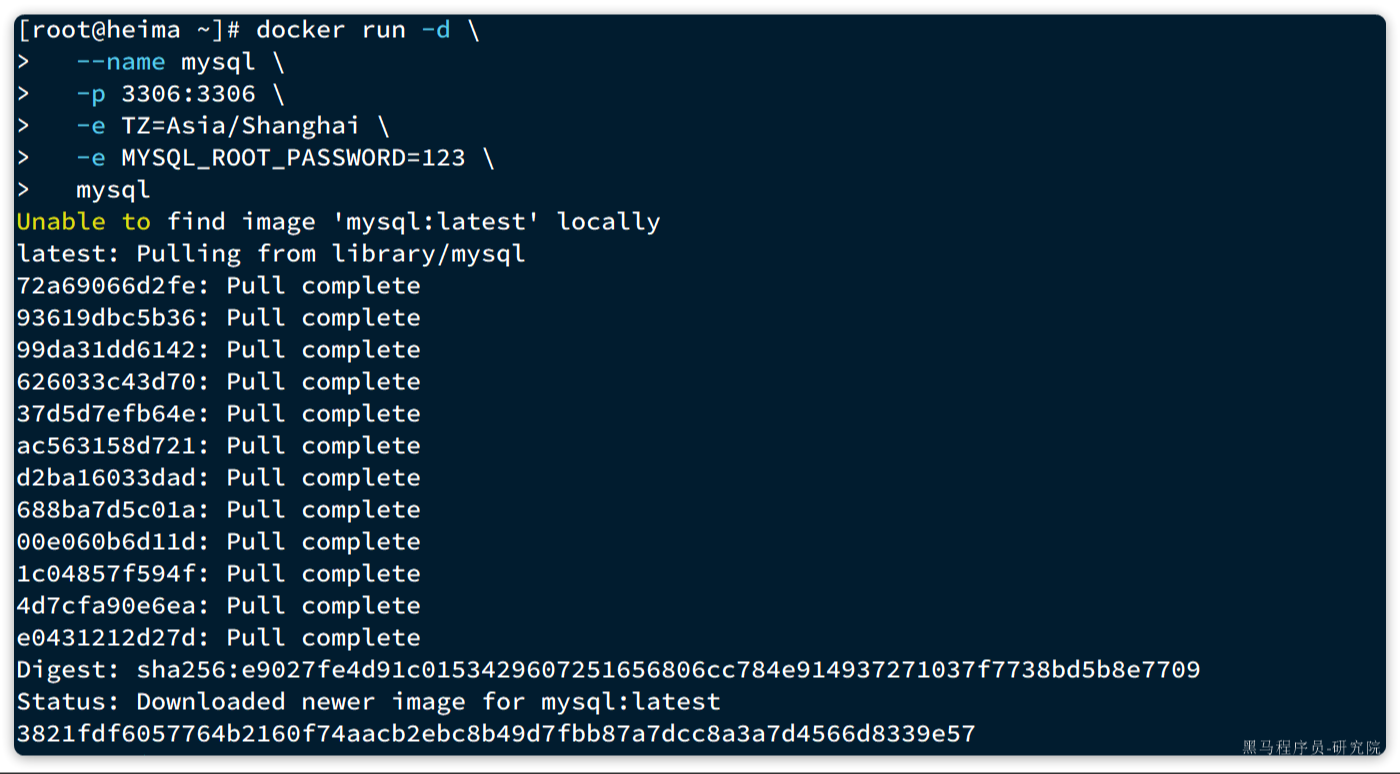 [root@heima ~]# docker run -d \
>   --name mysql \
>   -p 3306:3306 \
>   -e TZ=Asia/Shanghai \
>   -e MYSQL_ROOT_PASSWORD=123 \
>   mysql
Unable to find image 'mysql:latest' locally
latest: Pulling from library/mysql
72a69066d2fe: Pull complete
93619dbc5b36: Pull complete
99da31dd6142: Pull complete
626033c43d70: Pull complete
37d5d7efb64e: Pull complete
ac563158d721: Pull complete
d2ba16033dad: Pull complete
688ba7d5c01a: Pull complete
00e060b6d11d: Pull complete
1c04857f594f: Pull complete
4d7cfa90e6ea: Pull complete
e0431212d27d: Pull complete
Digest: sha256:e9027fe4d91c0153429607251656806cc784e914937271037f7738bd5b8e7709
Status: Downloaded newer image for mysql:latest
3821fdf6057764b2160f74aacb2ebc8b49d7fbb87a7dcc8a3a7d4566d8339e57
黑马程序员-研究院